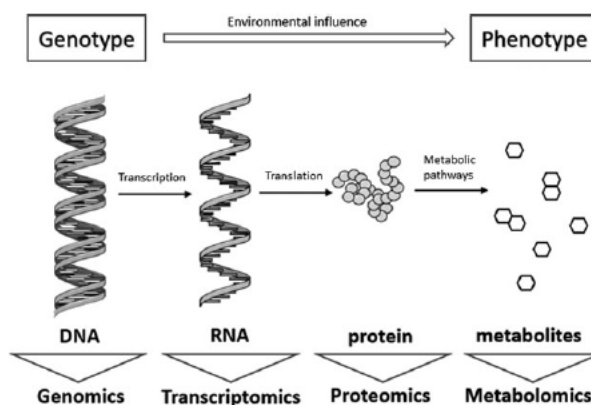 Genotype
Environmental influence
Phenotype
Transcription
Translation
Metabolic
pathways
DNA
RNA
protein
metabolites
Genomics
Transcriptomics
Proteomics
Metabolomics